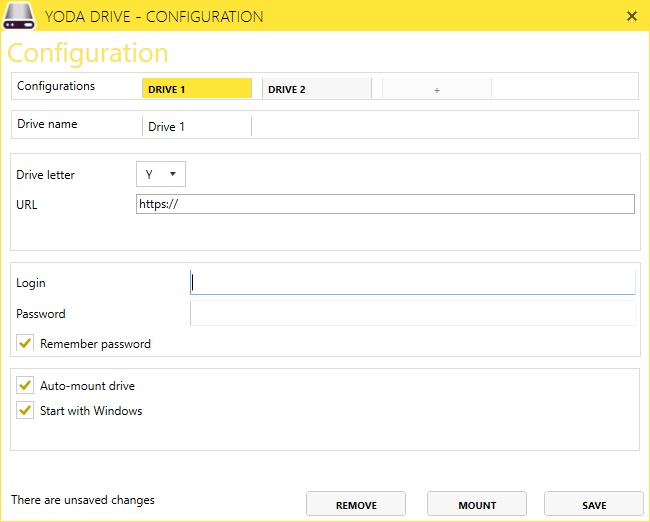 YODA DRIVE - CONFIGURATION
Configuration
Configurations DRIVE 1 DRIVE 2 +
Drive name Drive 1
Drive letter Y
URL https://
Login
Password
Remember password
Auto-mount drive
Start with Windows
There are unsaved changes REMOVE MOUNT SAVE